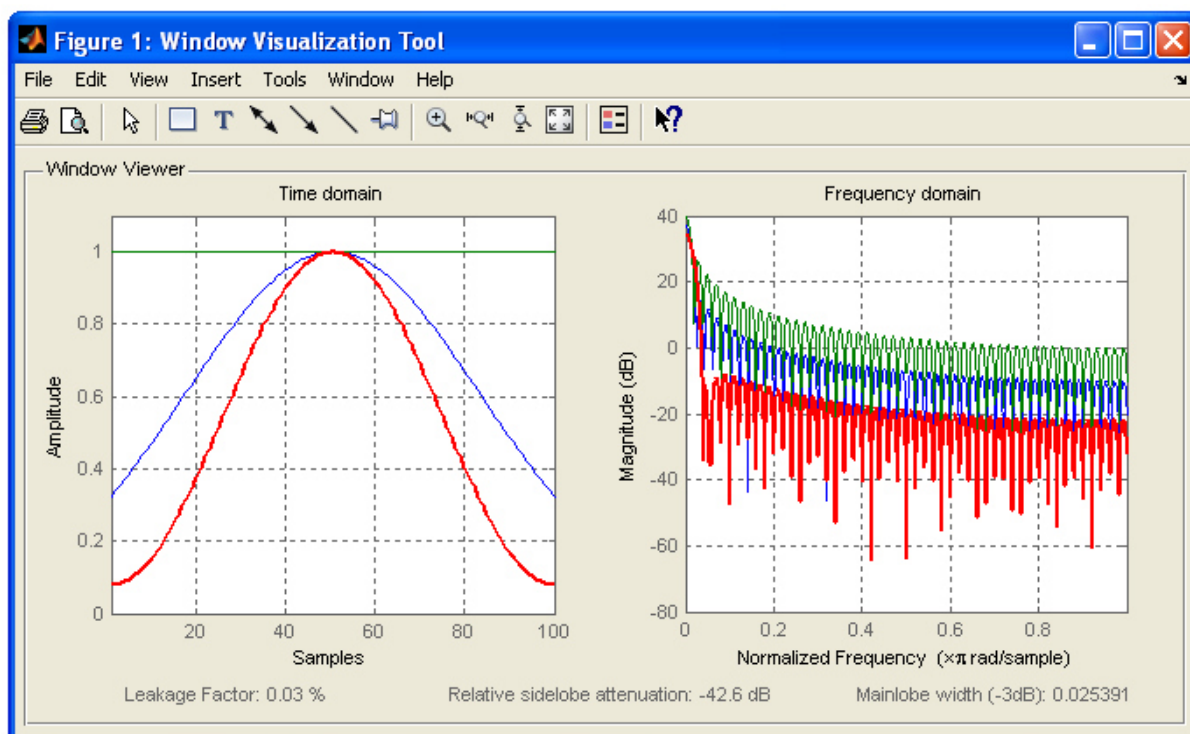 Figure 1: Window Visualization Tool
File Edit View Insert Tools Window Help
T
Window Viewer
Time domain
Frequency domain
Amplitude
1
0.8
0.6
0.4
0.2
0
20 40 60 80 100
Samples
Magnitude (dB)
40
20
0
-20
-40
-60
-80
0 0.2 0.4 0.6 0.8
Normalized Frequency (×π rad/sample)
Leakage Factor: 0.03 % Relative sidelobe attenuation: -42.6 dB Mainlobe width (-3dB): 0.025391